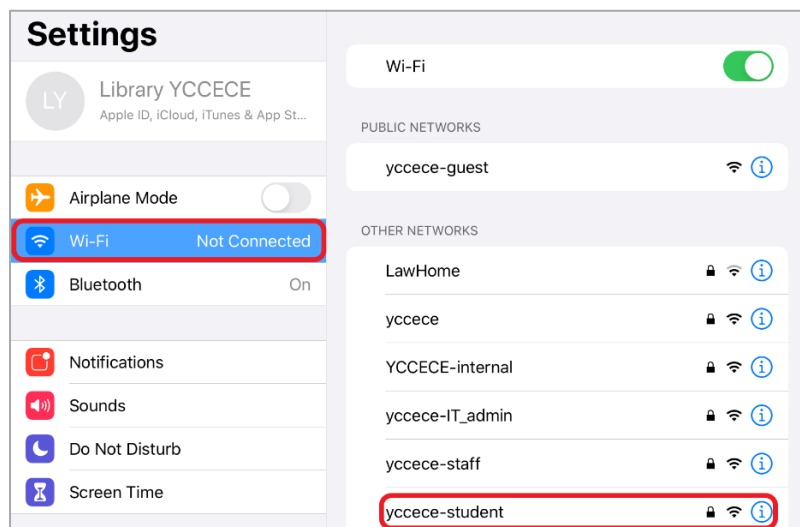 Settings
LY
Library YCCECE
Apple ID, iCloud, iTunes & App St...
Airplane Mode
Wi-Fi Not Connected
Bluetooth On
Notifications
Sounds
Do Not Disturb
Screen Time
Wi-Fi
PUBLIC NETWORKS
yccece-guest
OTHER NETWORKS
LawHome
yccece
YCCECE-internal
yccece-IT_admin
yccece-staff
yccece-student